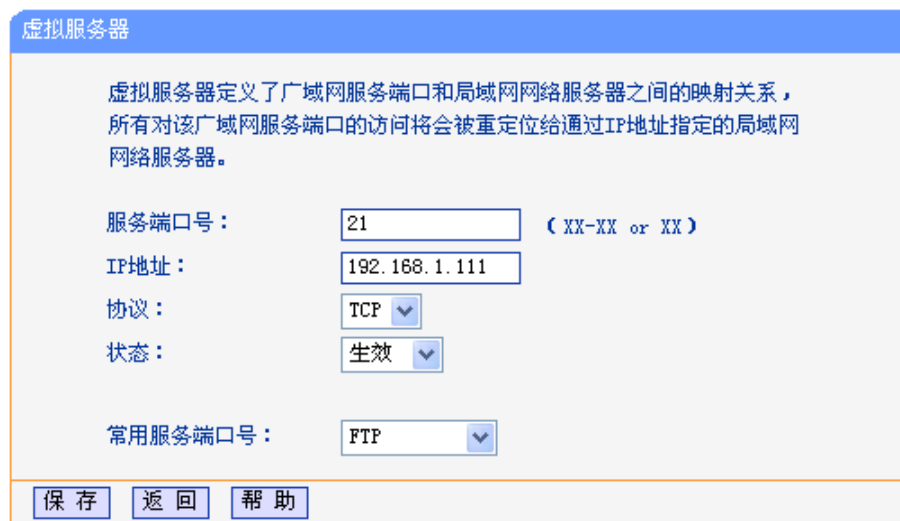 虚拟服务器
虚拟服务器定义了广域网服务端口和局域网网络服务器之间的映射关系，
所有对该广域网服务端口的访问将会被重定位给通过IP地址指定的局域网
网络服务器。
服务端口号： 21 （XX-XX or XX）
IP地址： 192.168.1.111
协议： TCP
状态： 生效
常用服务端口号： FTP
保 存 返 回 帮 助